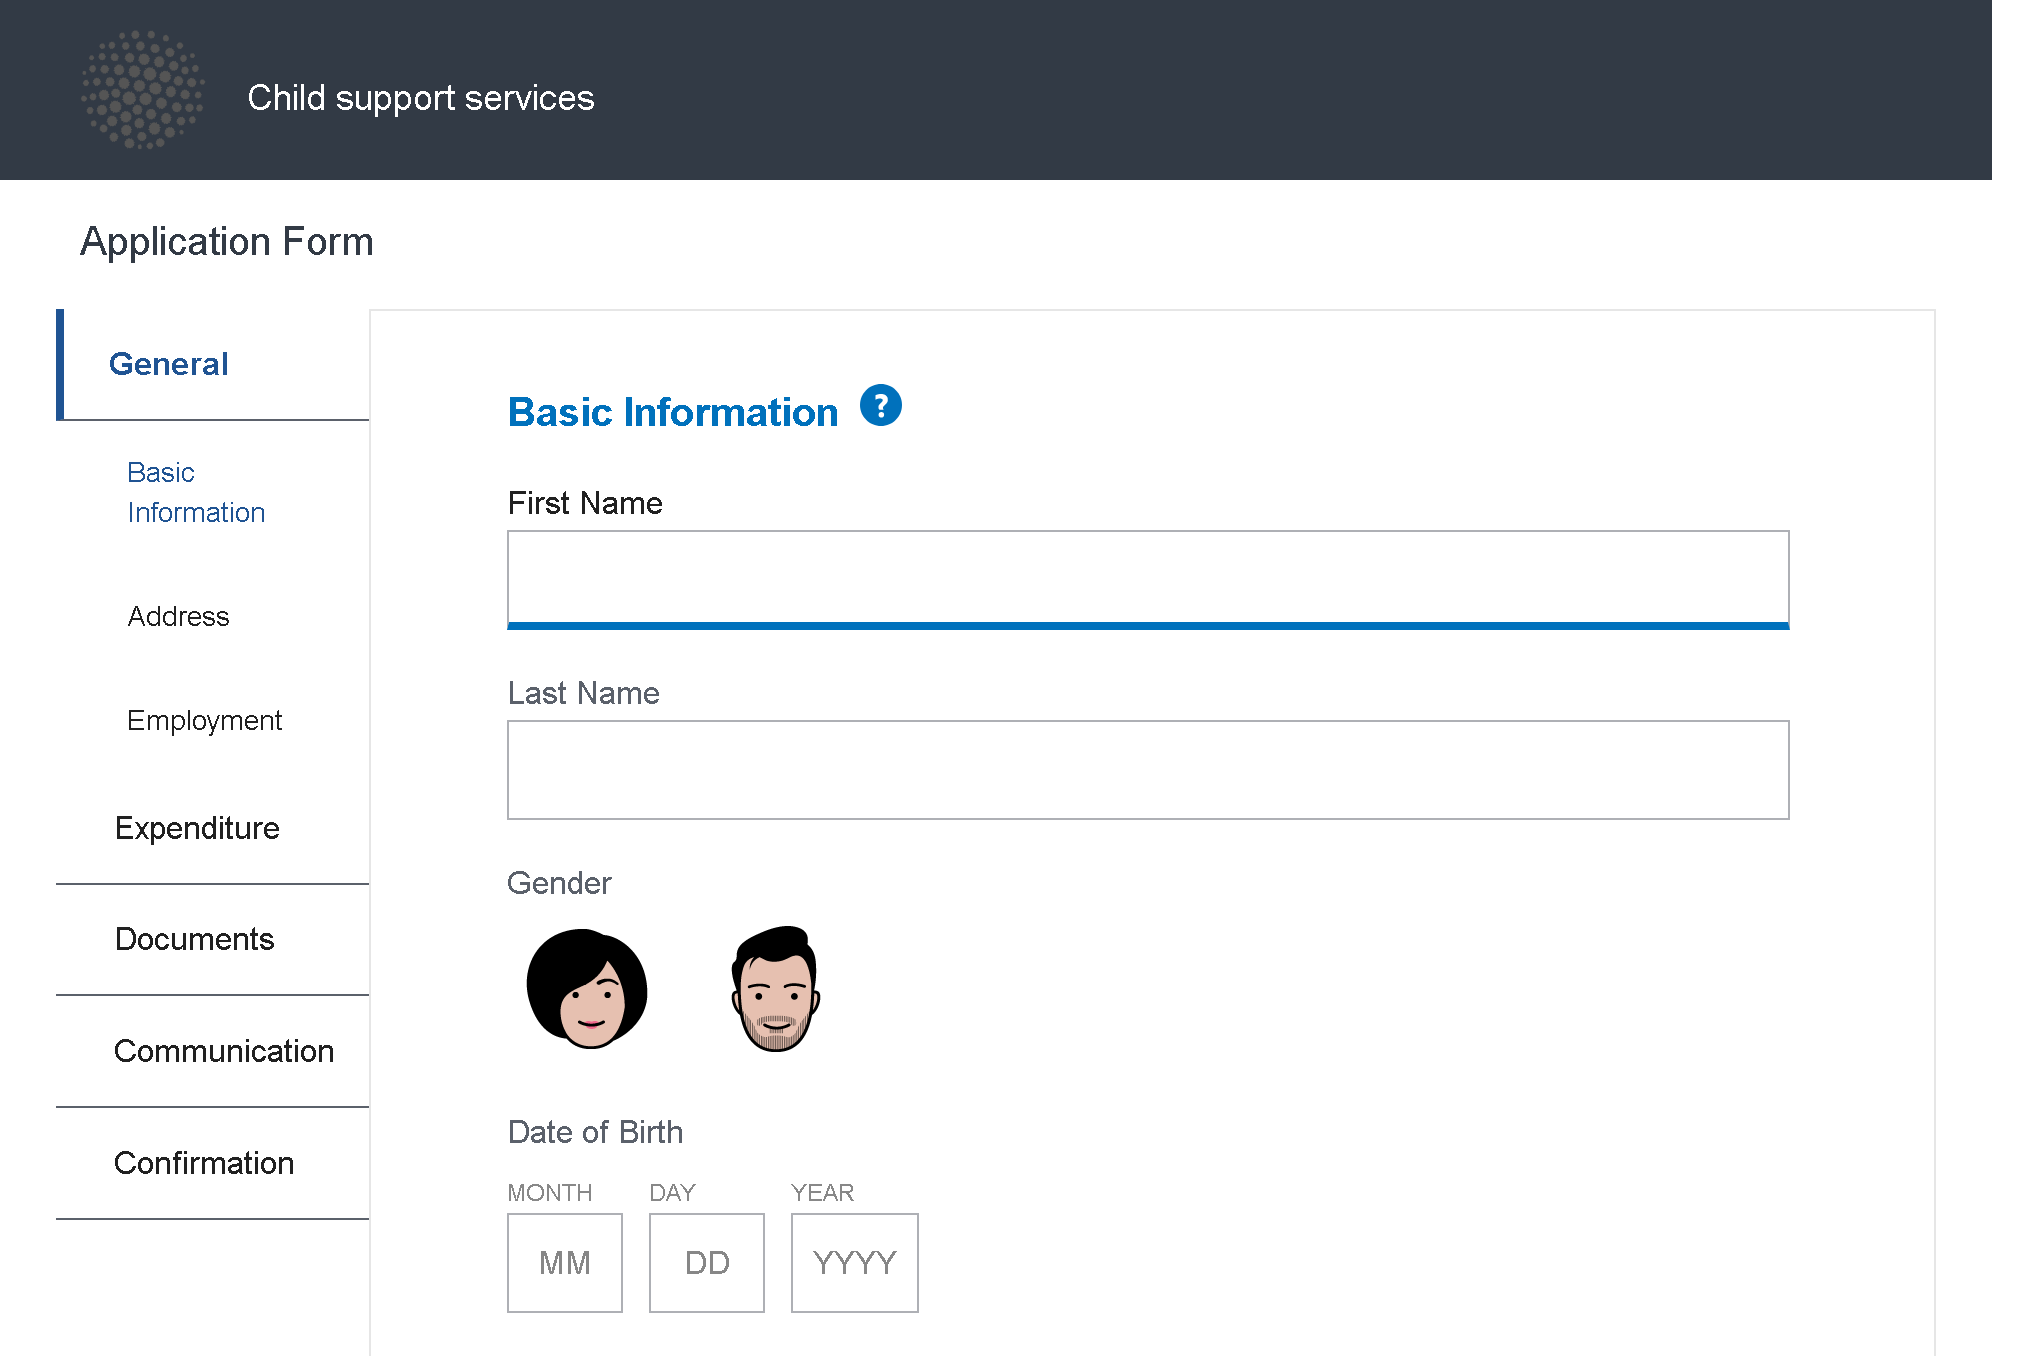 Child support services
Application Form
General
Basic
Information
Address
Employment
Expenditure
Documents
Communication
Confirmation
Basic Information ?
First Name
Last Name
Gender
Date of Birth
MONTH DAY YEAR
MM DD YYYY